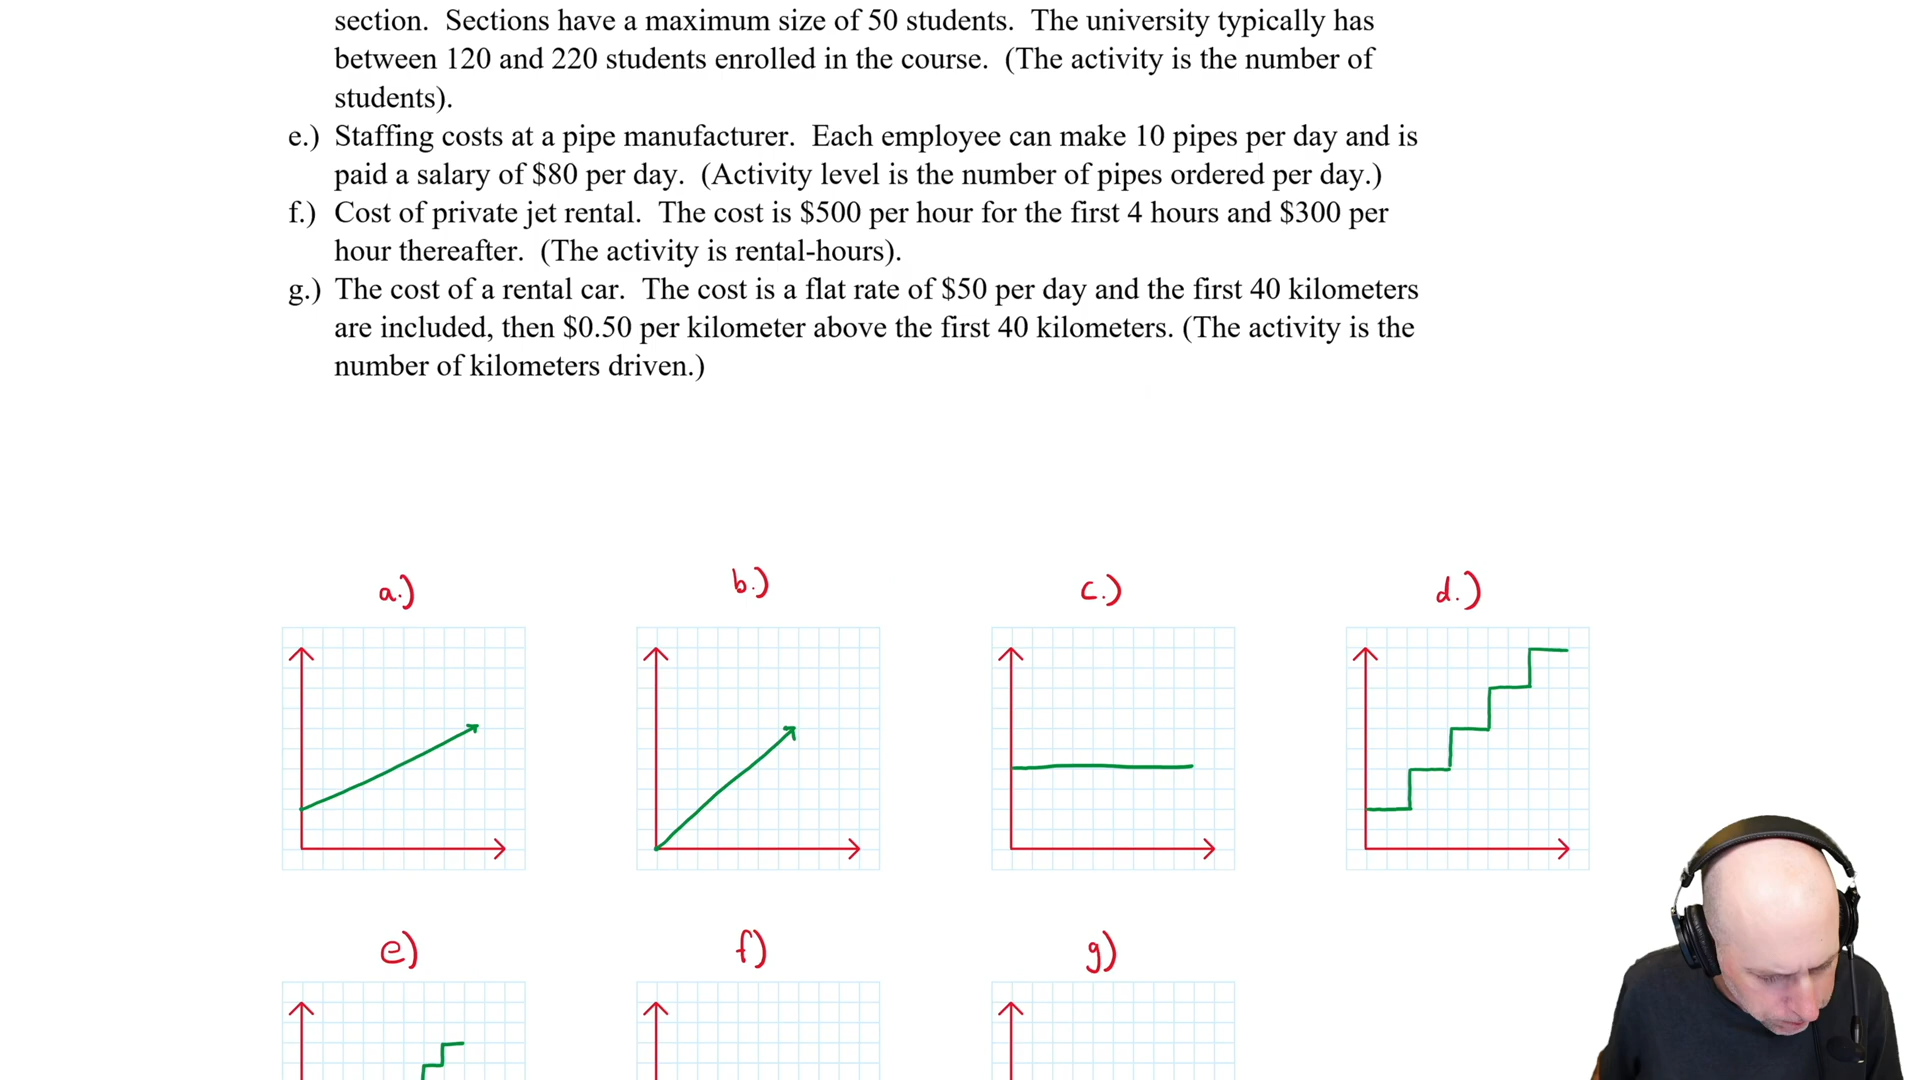 section.  Sections have a maximum size of 50 students.  The university typically has
between 120 and 220 students enrolled in the course.  (The activity is the number of
students).
e.) Staffing costs at a pipe manufacturer.  Each employee can make 10 pipes per day and is
paid a salary of $80 per day.  (Activity level is the number of pipes ordered per day.)
f.) Cost of private jet rental.  The cost is $500 per hour for the first 4 hours and $300 per
hour thereafter.  (The activity is rental-hours).
g.) The cost of a rental car.  The cost is a flat rate of $50 per day and the first 40 kilometers
are included, then $0.50 per kilometer above the first 40 kilometers. (The activity is the
number of kilometers driven.)
a.) b.) c.) d.)
e) f) g)